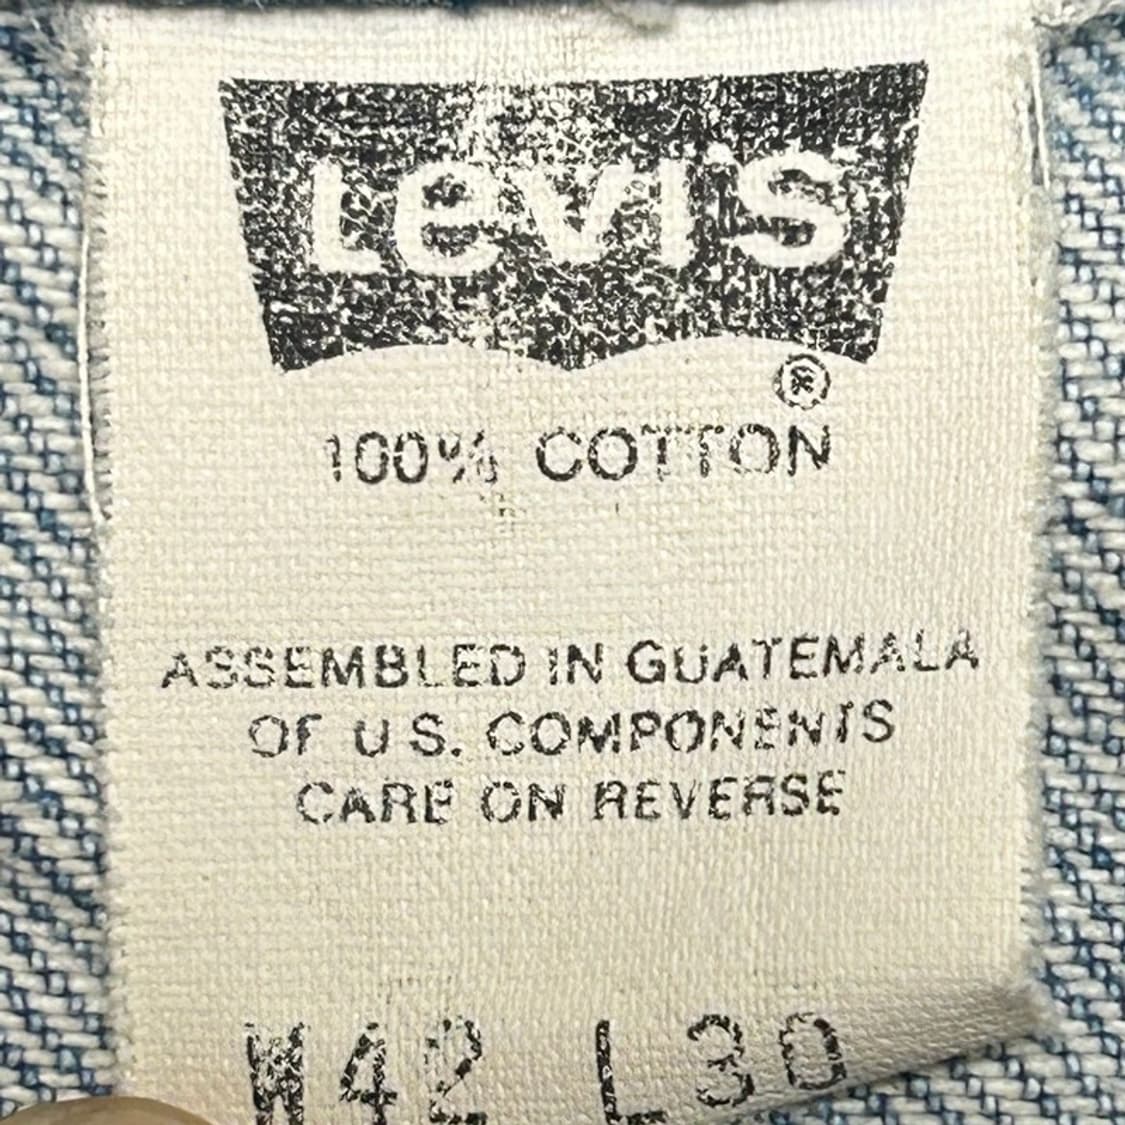 Levi's
®
100% COTTON
ASSEMBLED IN GUATEMALA
OF U.S. COMPONENTS
CARE ON REVERSE
W42 L30